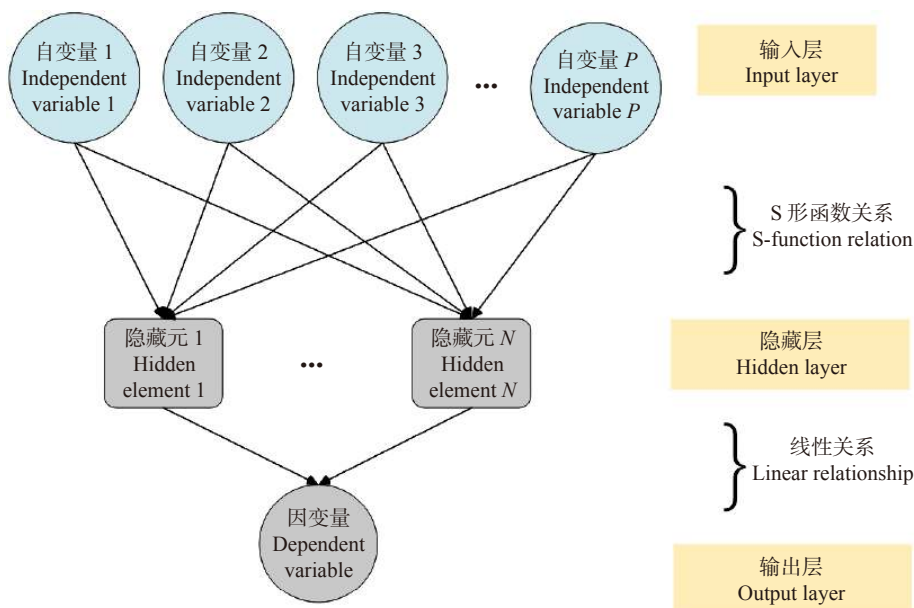 自变量 1
Independent
variable 1
自变量 2
Independent
variable 2
自变量 3
Independent
variable 3
...
自变量 P
Independent
variable P
输入层
Input layer
S 形函数关系
S-function relation
隐藏元 1
Hidden
element 1
...
隐藏元 N
Hidden
element N
隐藏层
Hidden layer
线性关系
Linear relationship
因变量
Dependent
variable
输出层
Output layer